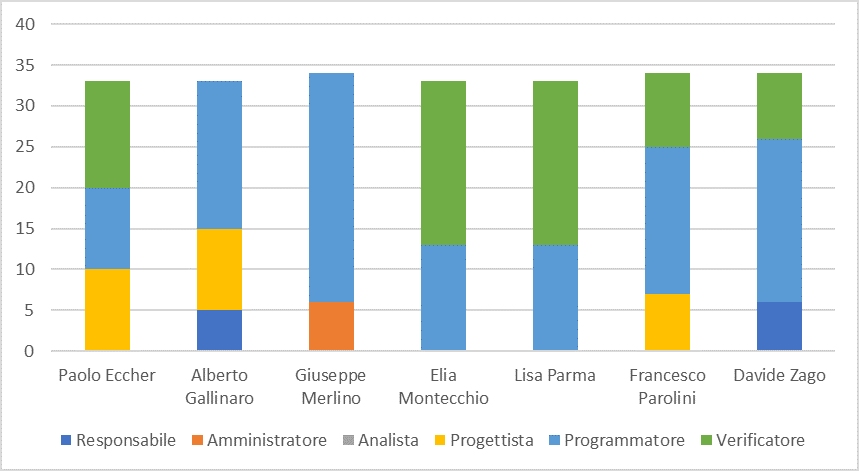 40
35
30
25
20
15
10
5
0
Paolo Eccher
Alberto
Gallinaro
Giuseppe
Merlino
Elia
Montecchio
Lisa Parma
Francesco
Parolini
Davide Zago
Responsabile Amministratore Analista Progettista Programmatore Verificatore